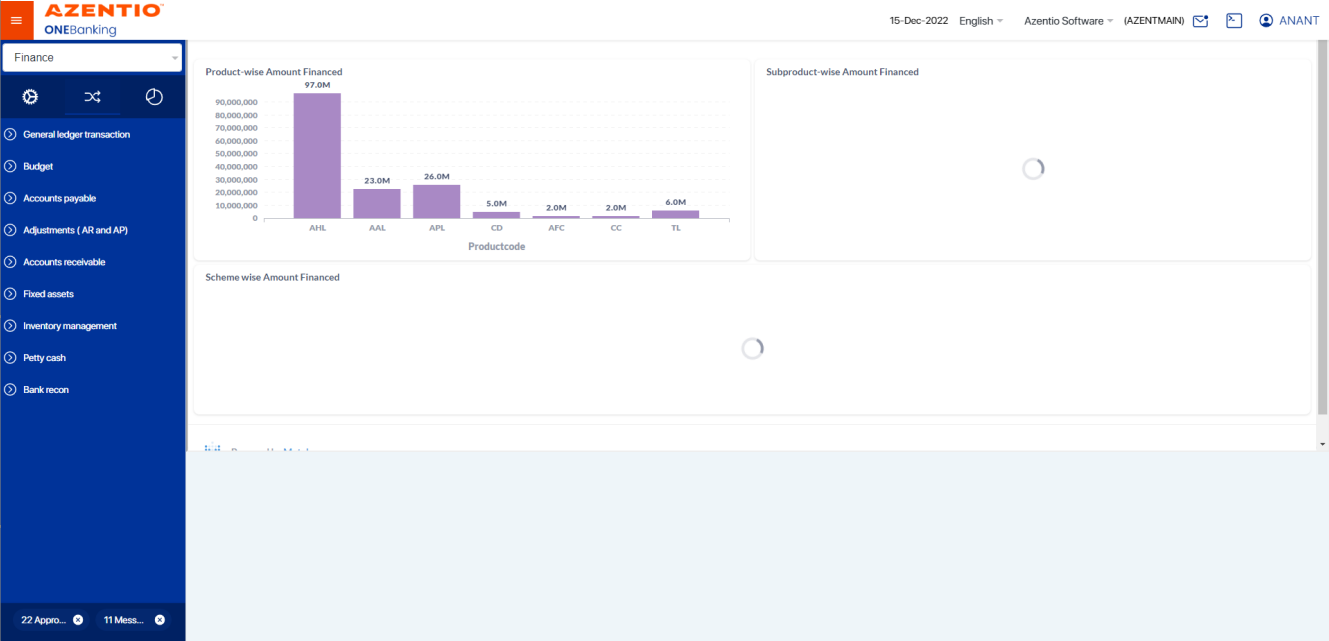 AZENTIO
ONEBanking
15-Dec-2022 English Azentio Software (AZENTMAIN) ANANT
Finance
General ledger transaction
Budget
Accounts payable
Adjustments ( AR and AP)
Accounts receivable
Fixed assets
Inventory management
Petty cash
Bank recon
22 Appro... 11 Mess...
Product-wise Amount Financed
97.0M
90,000,000
80,000,000
70,000,000
60,000,000
50,000,000
40,000,000
30,000,000
20,000,000
10,000,000
0
23.0M
26.0M
5.0M
2.0M
2.0M
6.0M
AHL AAL APL CD AFC CC TL
Productcode
Subproduct-wise Amount Financed
Scheme wise Amount Financed